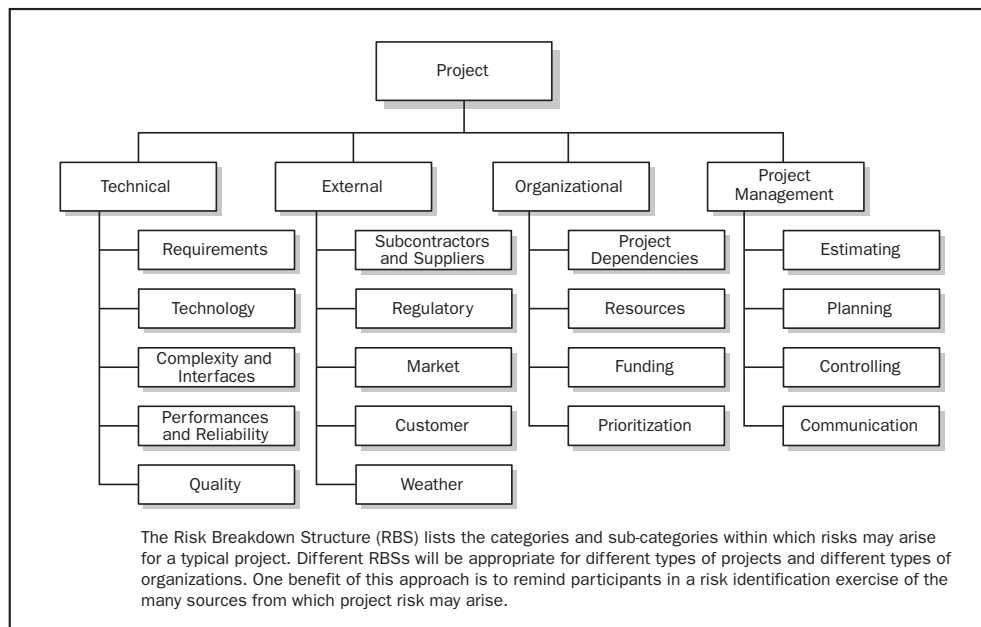 Project
Technical
External
Organizational
Project
Management
Requirements
Technology
Complexity and
Interfaces
Performances
and Reliability
Quality
Subcontractors
and Suppliers
Regulatory
Market
Customer
Weather
Project
Dependencies
Resources
Funding
Prioritization
Estimating
Planning
Controlling
Communication
The Risk Breakdown Structure (RBS) lists the categories and sub-categories within which risks may arise
for a typical project. Different RBSs will be appropriate for different types of projects and different types of
organizations. One benefit of this approach is to remind participants in a risk identification exercise of the
many sources from which project risk may arise.